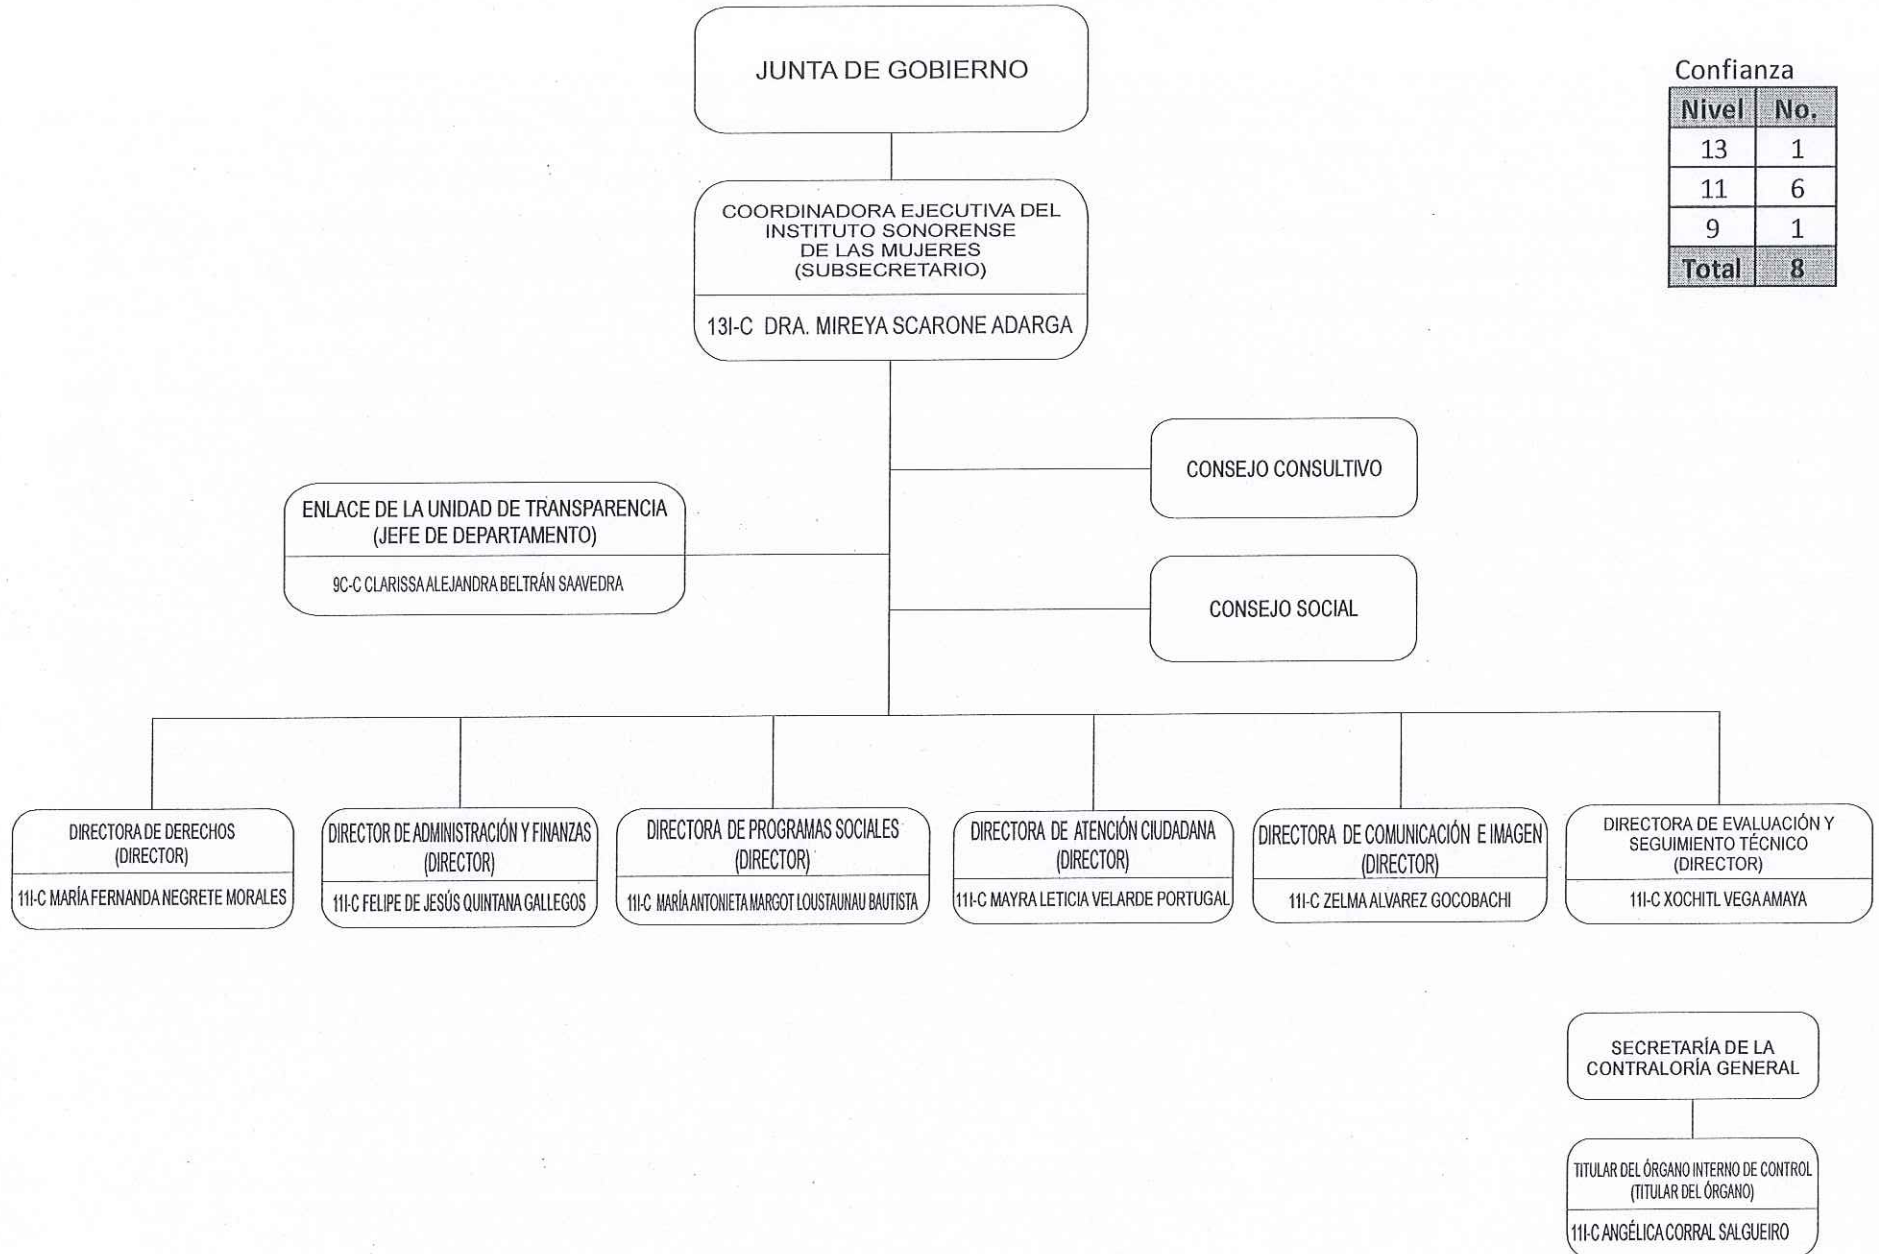 JUNTA DE GOBIERNO
Confianza
Nivel No.
13 1
11 6
9 1
Total 8
COORDINADORA EJECUTIVA DEL
INSTITUTO SONORENSE
DE LAS MUJERES
(SUBSECRETARIO)
13I-C DRA. MIREYA SCARONE ADARGA
CONSEJO CONSULTIVO
ENLACE DE LA UNIDAD DE TRANSPARENCIA
(JEFE DE DEPARTAMENTO)
9C-C CLARISSA ALEJANDRA BELTRÁN SAAVEDRA
CONSEJO SOCIAL
DIRECTORA DE DERECHOS
(DIRECTOR)
11I-C MARÍA FERNANDA NEGRETE MORALES
DIRECTOR DE ADMINISTRACIÓN Y FINANZAS
(DIRECTOR)
11I-C FELIPE DE JESÚS QUINTANA GALLEGOS
DIRECTORA DE PROGRAMAS SOCIALES
(DIRECTOR)
11I-C MARÍA ANTONIETA MARGOT LOUSTAUNAU BAUTISTA
DIRECTORA DE ATENCIÓN CIUDADANA
(DIRECTOR)
11I-C MAYRA LETICIA VELARDE PORTUGAL
DIRECTORA DE COMUNICACIÓN E IMAGEN
(DIRECTOR)
11I-C ZELMA ALVAREZ GOCOBACHI
DIRECTORA DE EVALUACIÓN Y
SEGUIMIENTO TÉCNICO
(DIRECTOR)
11I-C XOCHITL VEGA AMAYA
SECRETARÍA DE LA
CONTRALORÍA GENERAL
TITULAR DEL ÓRGANO INTERNO DE CONTROL
(TITULAR DEL ÓRGANO)
11I-C ANGÉLICA CORRAL SALGUEIRO